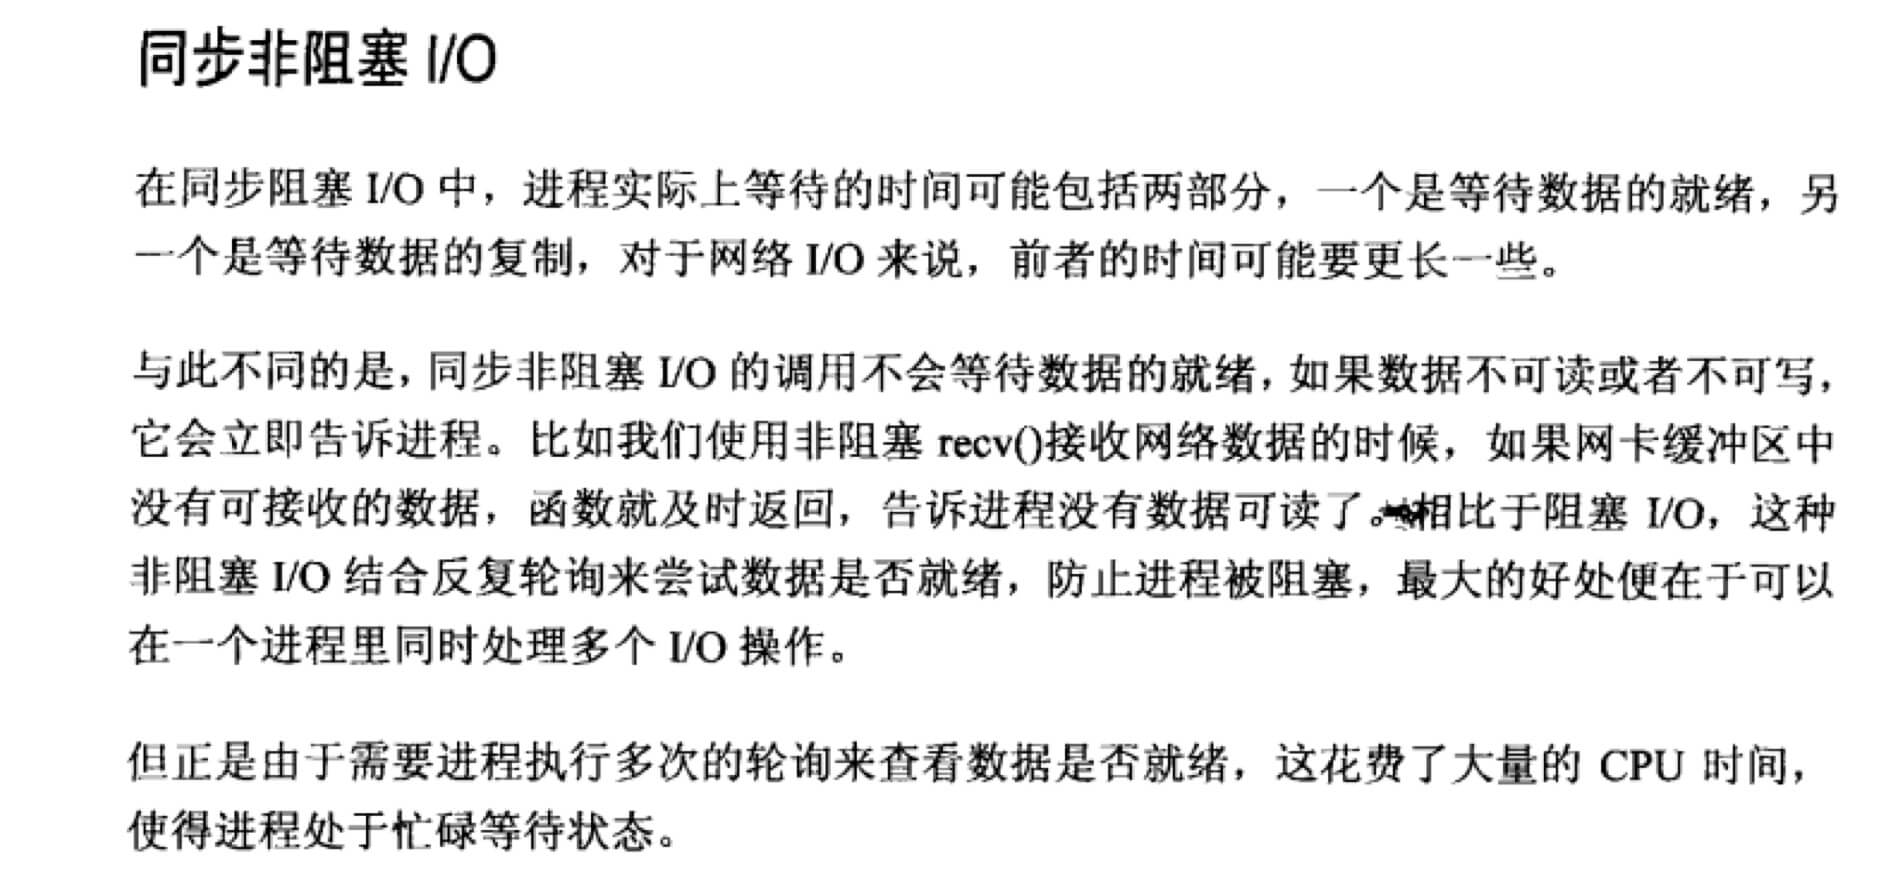 同步非阻塞 I/O
在同步阻塞 I/O 中，进程实际上等待的时间可能包括两部分，一个是等待数据的就绪，另
一个是等待数据的复制，对于网络 I/O 来说，前者的时间可能要更长一些。
与此不同的是，同步非阻塞 I/O 的调用不会等待数据的就绪，如果数据不可读或者不可写，
它会立即告诉进程。比如我们使用非阻塞 recv()接收网络数据的时候，如果网卡缓冲区中
没有可接收的数据，函数就及时返回，告诉进程没有数据可读了。相比于阻塞 I/O，这种
非阻塞 I/O 结合反复轮询来尝试数据是否就绪，防止进程被阻塞，最大的好处便在于可以
在一个进程里同时处理多个 I/O 操作。
但正是由于需要进程执行多次的轮询来查看数据是否就绪，这花费了大量的 CPU 时间，
使得进程处于忙碌等待状态。